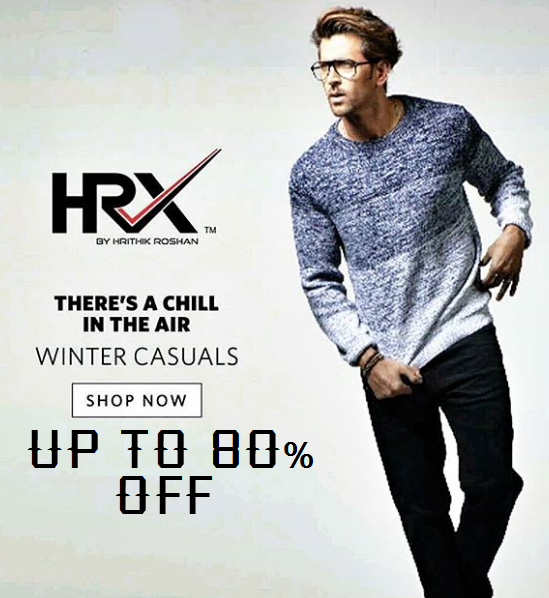 HRX
TM
BY HRITHIK ROSHAN
THERE'S A CHILL
IN THE AIR
WINTER CASUALS
SHOP NOW
UP TO 80%
OFF